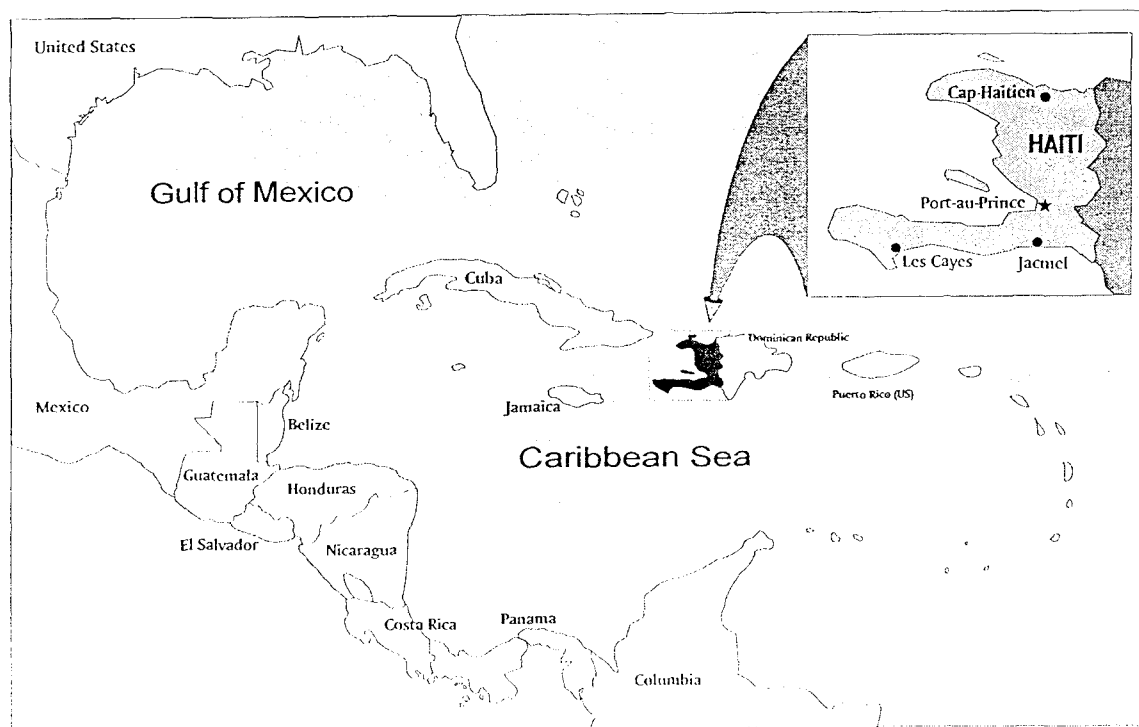 United States
Cap-Haitien
HAITI
Gulf of Mexico
Port-au-Prince
Les Cayes
Jacmel
Cuba
Dominican Republic
Mexico
Jamaica
Puerto Rico (US)
Belize
Caribbean Sea
Guatemala
Honduras
El Salvador
Nicaragua
Costa Rica
Panama
Columbia